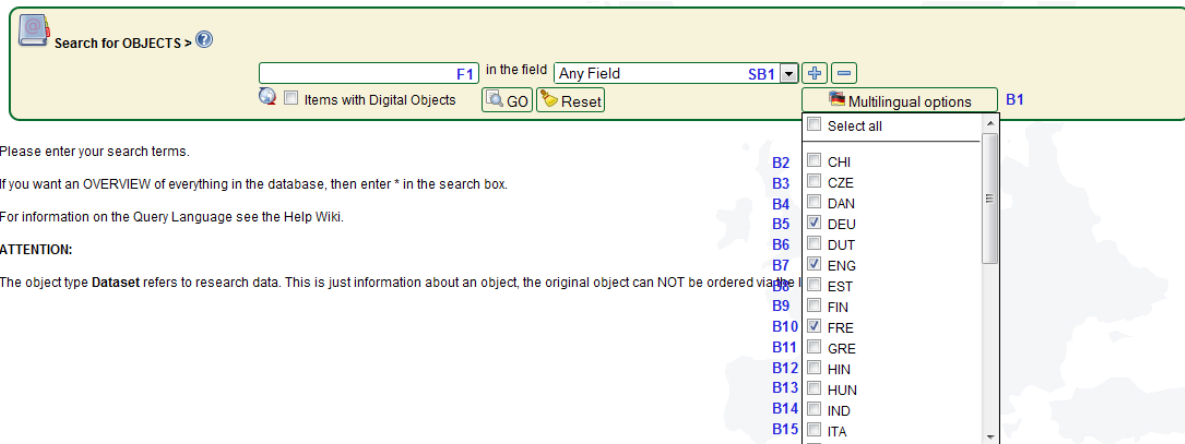 Search for OBJECTS >
F1 in the field Any Field SB1
Items with Digital Objects GO Reset Multilingual options B1
Select all
Please enter your search terms.
B2 CHI
If you want an OVERVIEW of everything in the database, then enter * in the search box.
B3 CZE
B4 DAN
For information on the Query Language see the Help Wiki.
B5 DEU
ATTENTION:
B6 DUT
B7 ENG
The object type Dataset refers to research data. This is just information about an object, the original object can NOT be ordered via the
B8 EST
B9 FIN
B10 FRE
B11 GRE
B12 HIN
B13 HUN
B14 IND
B15 ITA